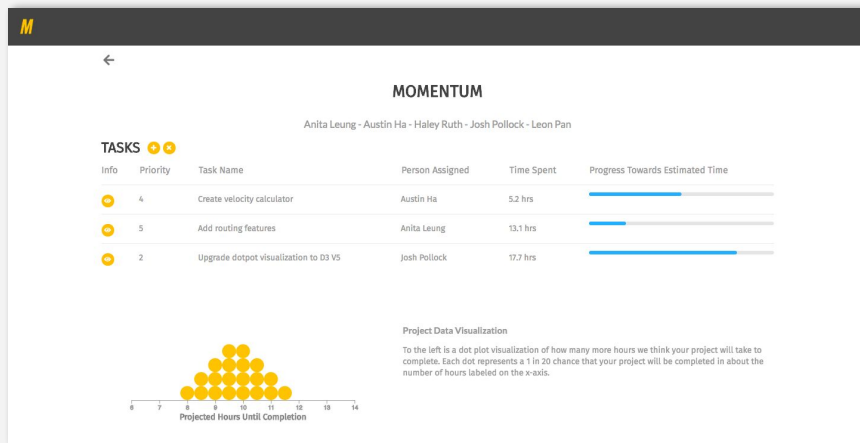 M
MOMENTUM
Anita Leung - Austin Ha - Haley Ruth - Josh Pollock - Leon Pan
TASKS
Info Priority Task Name Person Assigned Time Spent Progress Towards Estimated Time
4 Create velocity calculator Austin Ha 5.2 hrs
5 Add routing features Anita Leung 13.1 hrs
2 Upgrade dotpot visualization to D3 V5 Josh Pollock 17.7 hrs
Project Data Visualization
To the left is a dot plot visualization of how many more hours we think your project will take to
complete. Each dot represents a 1 in 20 chance that your project will be completed in about the
number of hours labeled on the x-axis.
6 7 8 9 10 11 12 13 14
Projected Hours Until Completion